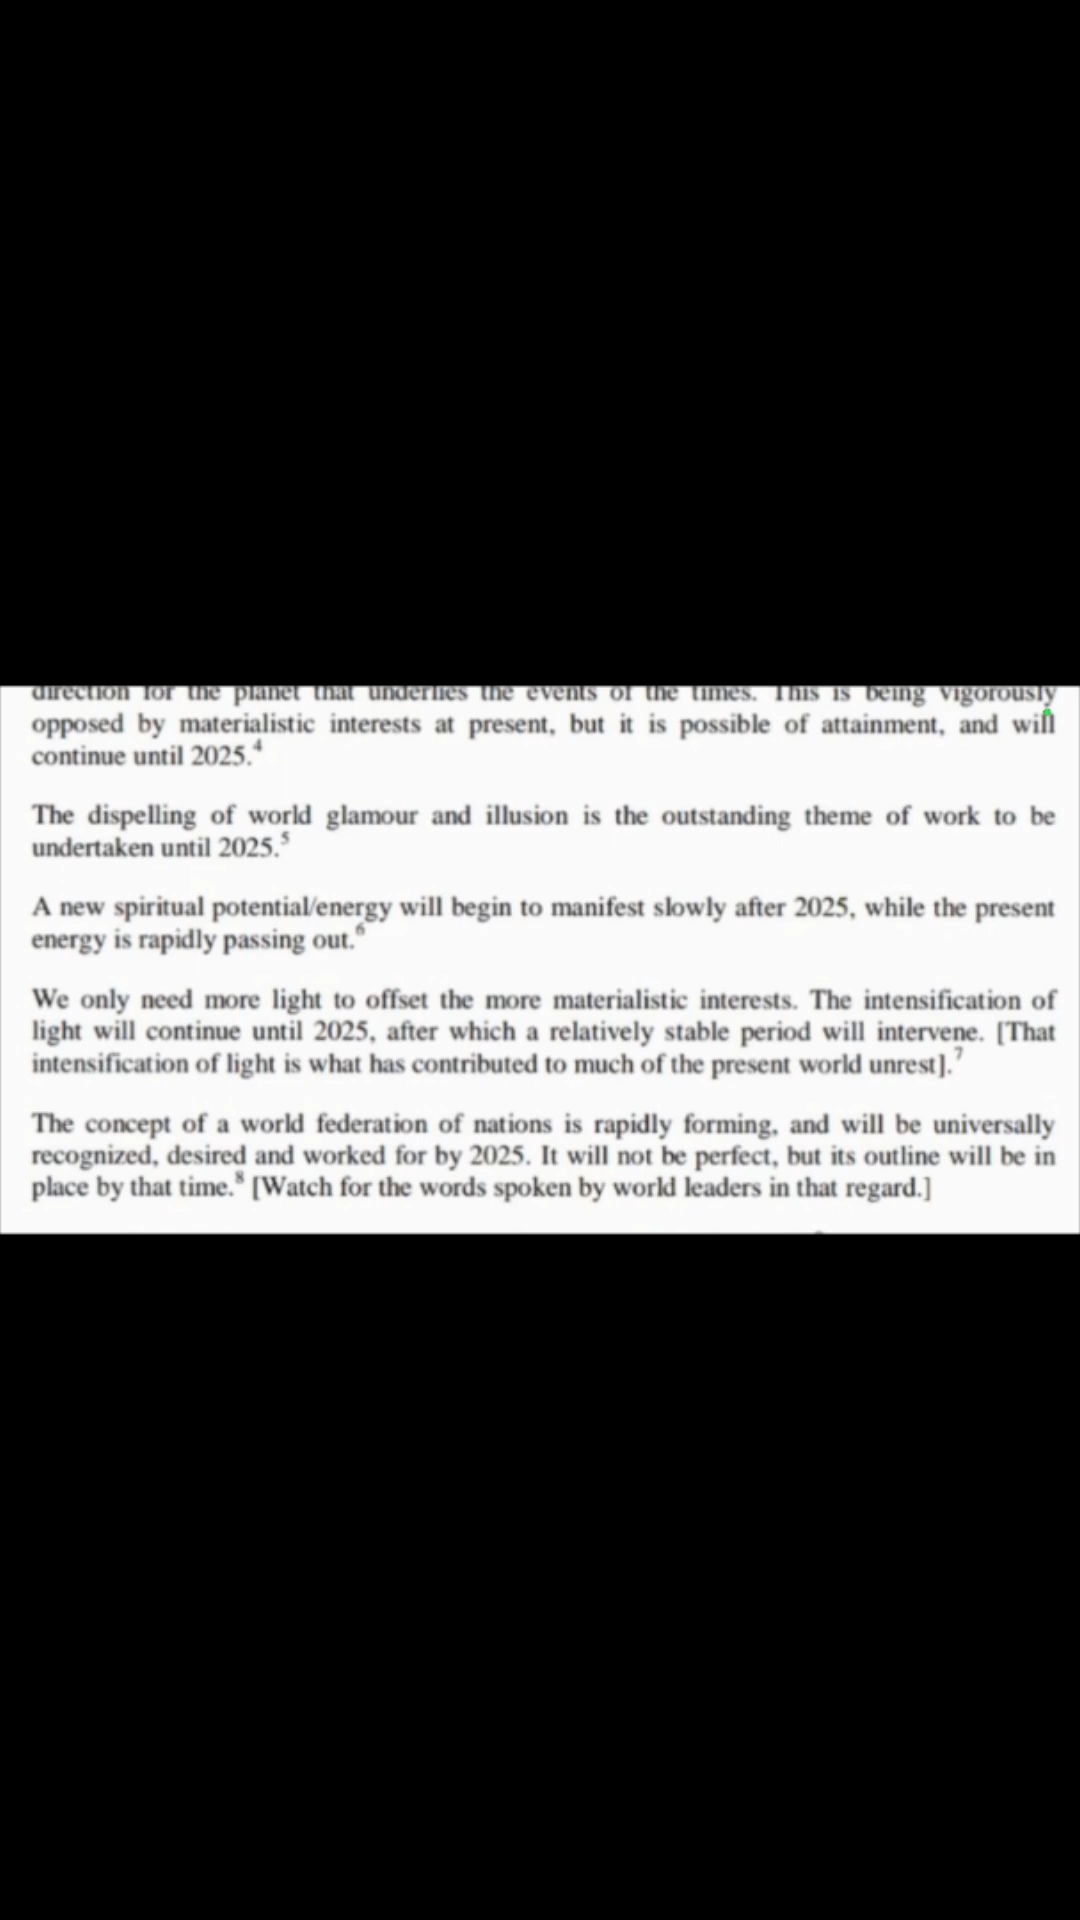 direction for the planet that underlies the events of the times. This is being vigorously
opposed by materialistic interests at present, but it is possible of attainment, and will
continue until 2025.⁴
The dispelling of world glamour and illusion is the outstanding theme of work to be
undertaken until 2025.⁵
A new spiritual potential/energy will begin to manifest slowly after 2025, while the present
energy is rapidly passing out.⁶
We only need more light to offset the more materialistic interests. The intensification of
light will continue until 2025, after which a relatively stable period will intervene. [That
intensification of light is what has contributed to much of the present world unrest].⁷
The concept of a world federation of nations is rapidly forming, and will be universally
recognized, desired and worked for by 2025. It will not be perfect, but its outline will be in
place by that time.⁸ [Watch for the words spoken by world leaders in that regard.]